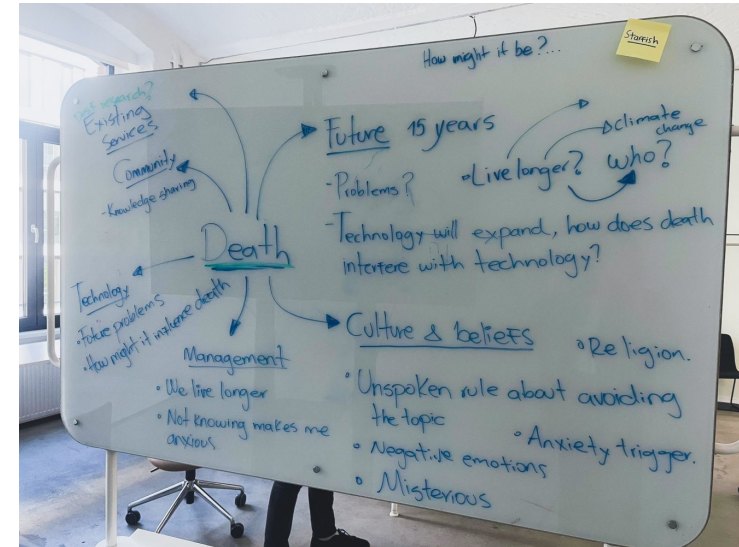 How might it be?...
Starfish
research?
Existing
Services
Community
- Knowledge sharing
Death
Technology
• Future problems
• How might it influence death
Management
• We live longer
• Not knowing makes me
anxious
Future 15 years
- Problems?
• Live longer?
climate
change
who?
- Technology will expand, how does death
interfere with technology?
Culture & beliefs
• Religion.
• Unspoken rule about avoiding
the topic
• Anxiety trigger.
• Negative emotions
• Misterious